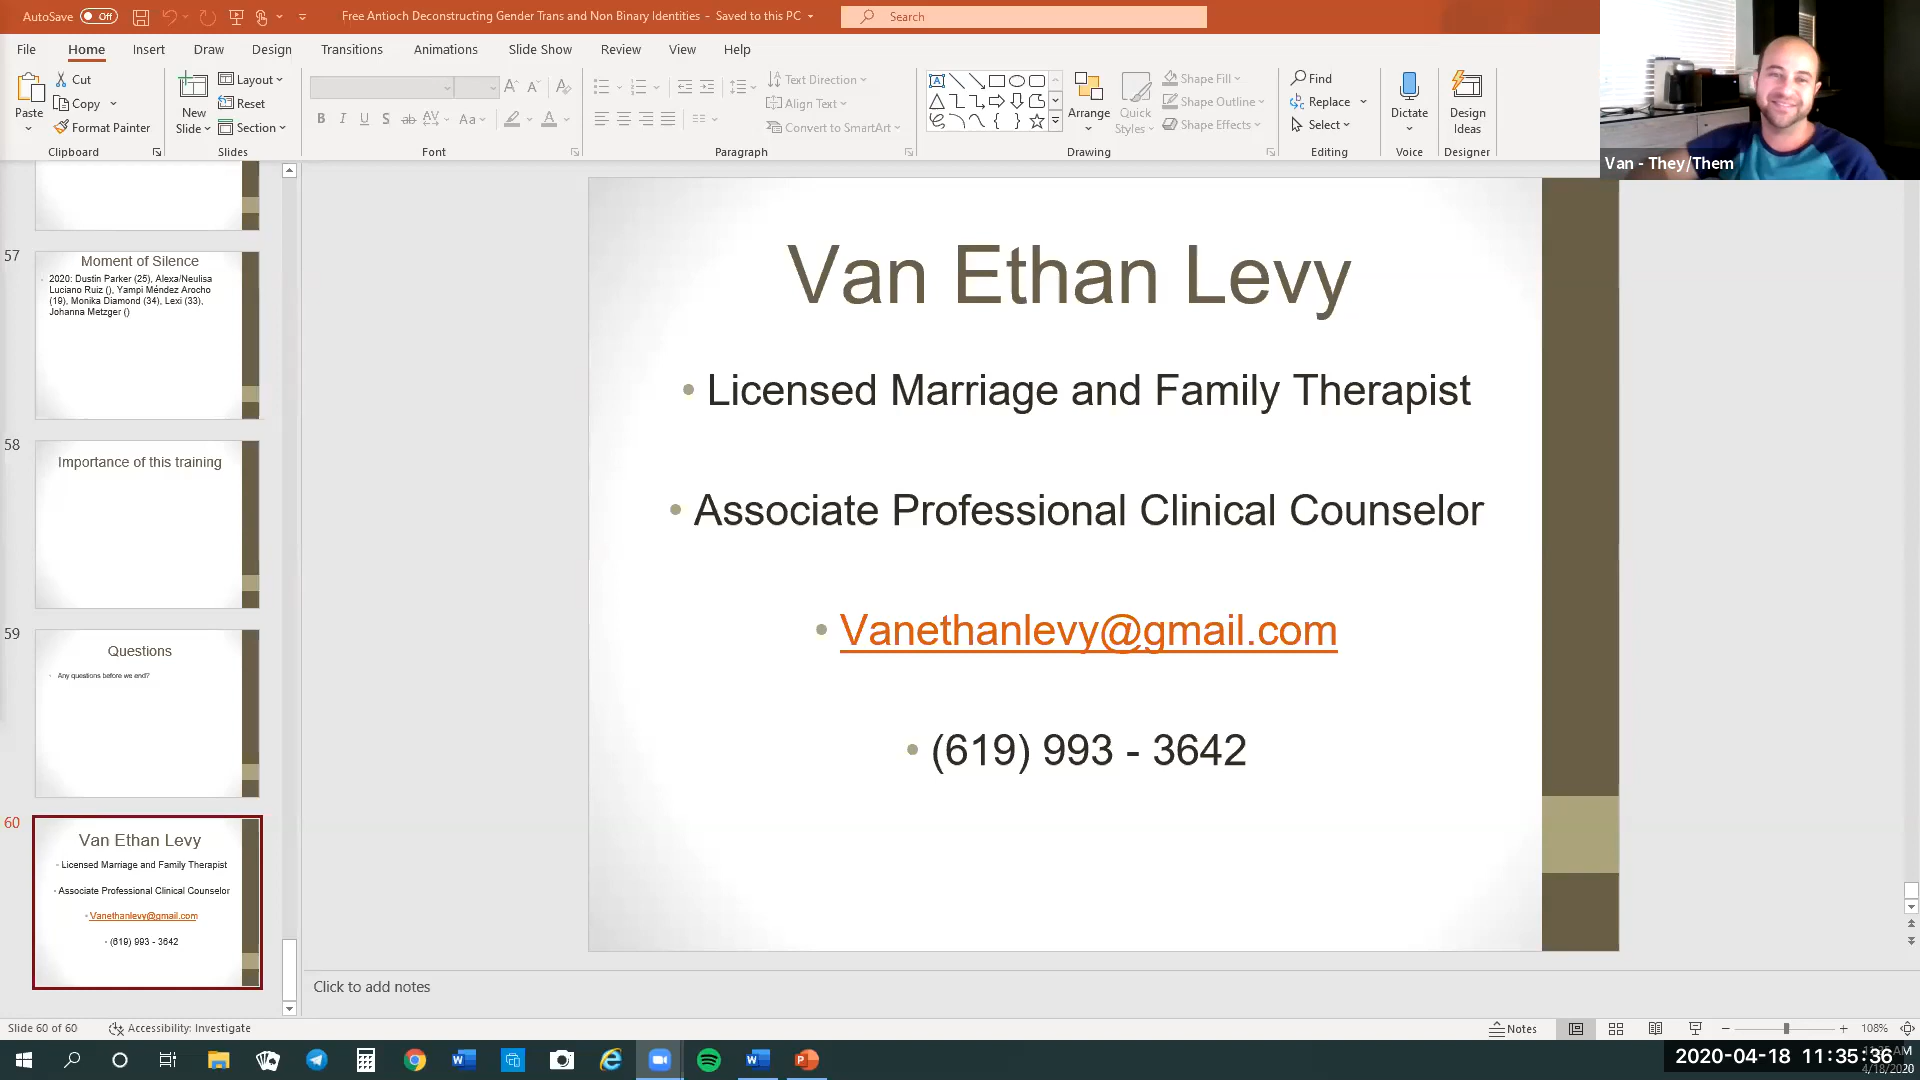 AutoSave Off
Free Antioch Deconstructing Gender Trans and Non Binary Identities - Saved to this PC
Search
File Home Insert Draw Design Transitions Animations Slide Show Review View Help
Paste
Cut
Copy
Format Painter
Clipboard
New
Slide
Layout
Reset
Section
Slides
Font
Text Direction
Align Text
Convert to SmartArt
Paragraph
Arrange
Quick
Styles
Shape Fill
Shape Outline
Shape Effects
Drawing
Find
Replace
Select
Editing
Dictate
Voice
Design
Ideas
Designer
Van - They/Them
57
Moment of Silence
2020: Dustin Parker (25), Alexa/Neulisa
Luciano Ruiz (), Yampi Méndez Arocho
(19), Monika Diamond (34), Lexi (33),
Johanna Metzger ()
58
Importance of this training
59
Questions
Any questions before we end?
60
Van Ethan Levy
Licensed Marriage and Family Therapist
Associate Professional Clinical Counselor
Vanethanlevy@gmail.com
(619) 993 - 3642
Van Ethan Levy
Licensed Marriage and Family Therapist
Associate Professional Clinical Counselor
Vanethanlevy@gmail.com
(619) 993 - 3642
Click to add notes
Slide 60 of 60
Accessibility: Investigate
Notes
108%
2020-04-18 11:35:36
4/18/2020